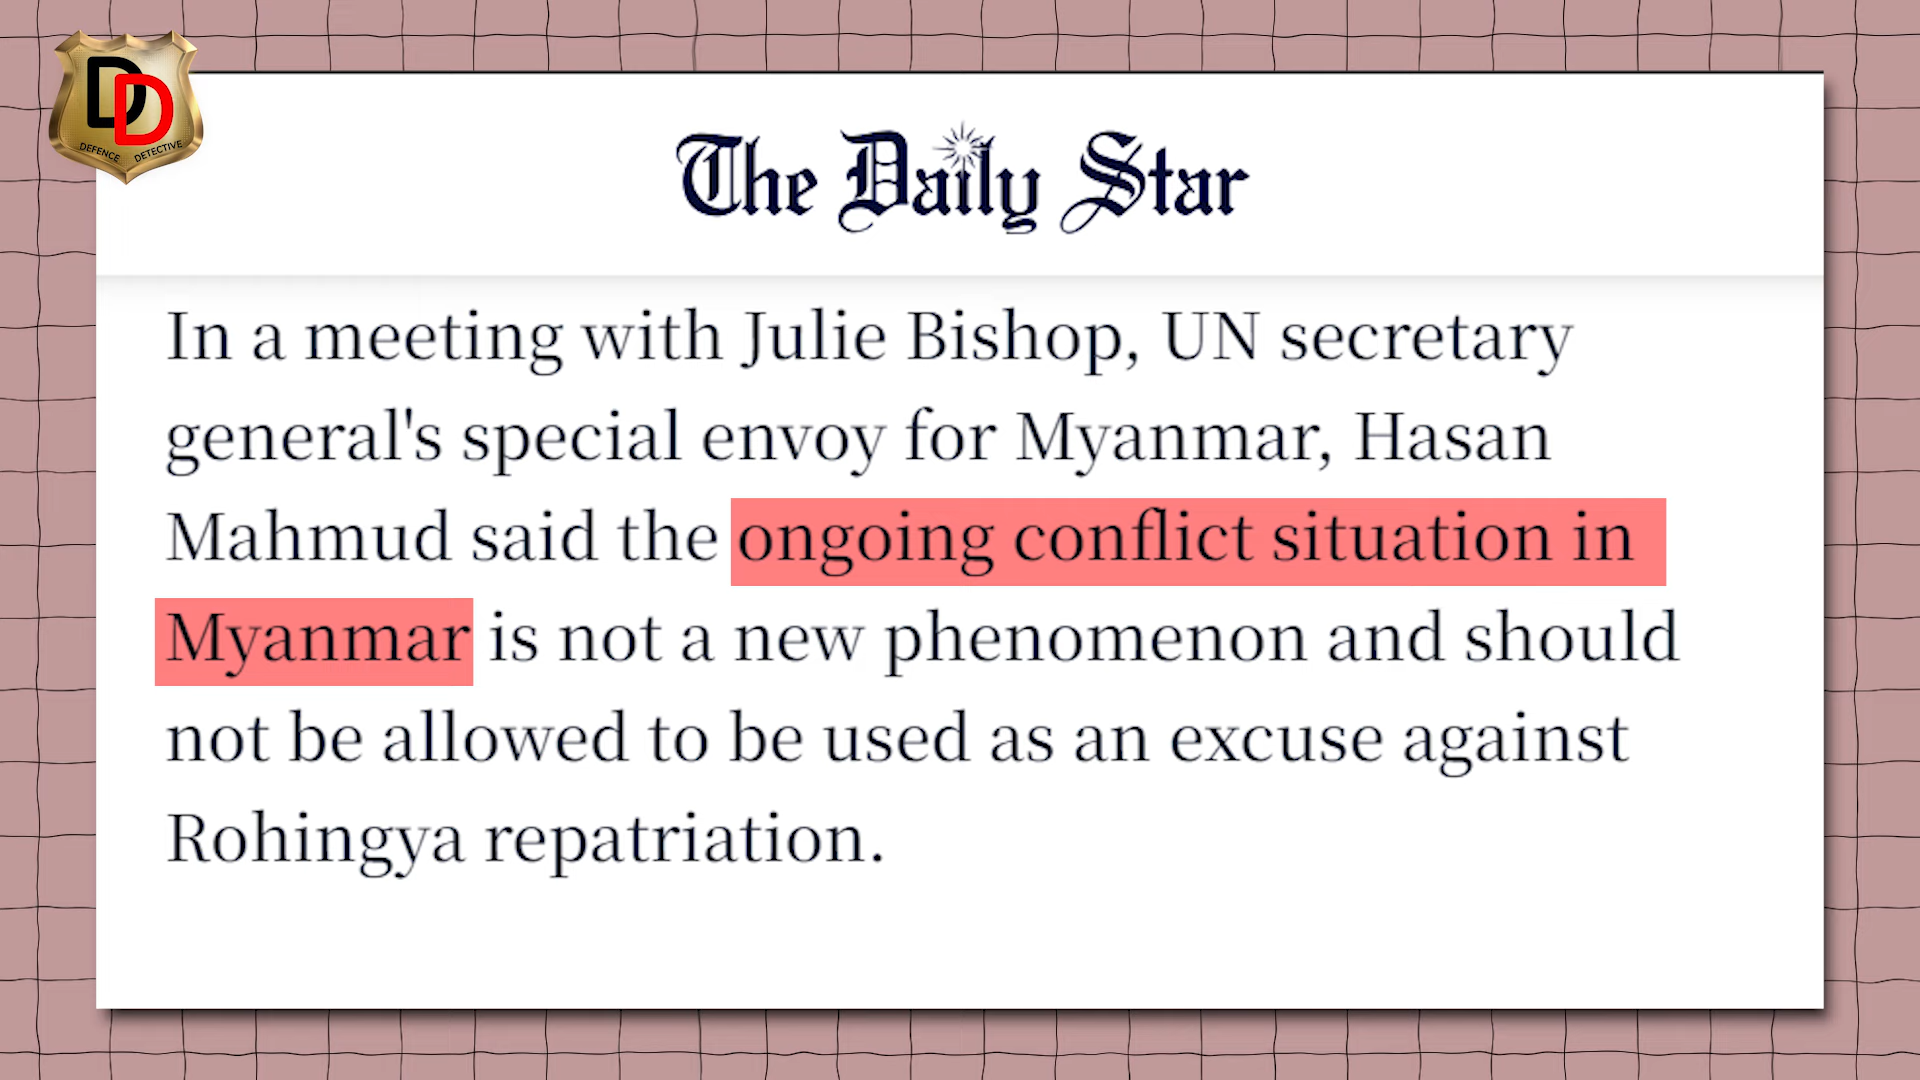 DD
DEFENCE DETECTIVE
The Daily Star
In a meeting with Julie Bishop, UN secretary
general's special envoy for Myanmar, Hasan
Mahmud said the ongoing conflict situation in
Myanmar is not a new phenomenon and should
not be allowed to be used as an excuse against
Rohingya repatriation.